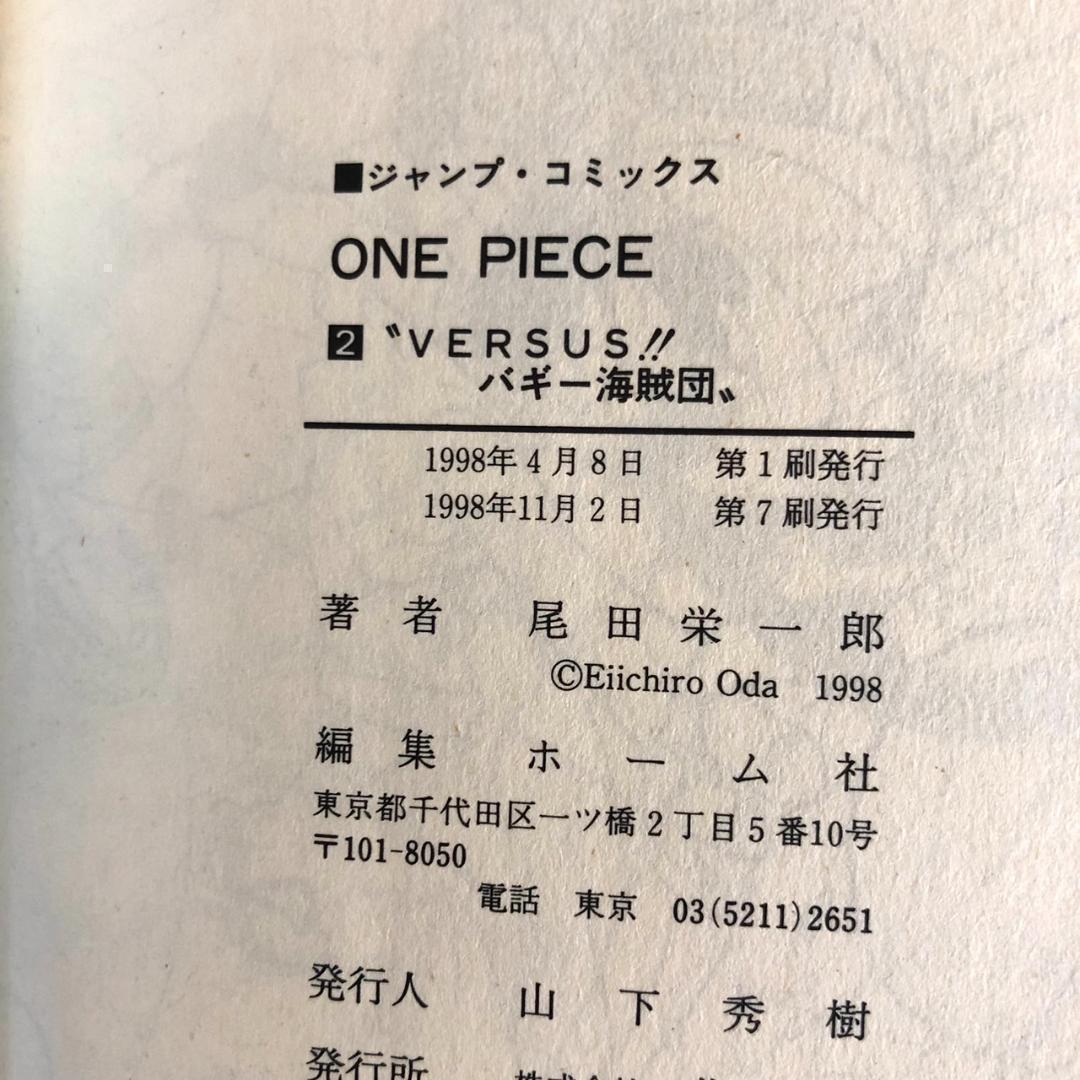 ■ジャンプ・コミックス
ONE PIECE
2 〝VERSUS!!
バギー海賊団〟
1998年4月8日 第1刷発行
1998年11月2日 第7刷発行
著者 尾田栄一郎
©Eiichiro Oda 1998
編集 ホーム社
東京都千代田区一ツ橋2丁目5番10号
〒101-8050
電話 東京 03(5211)2651
発行人 山下秀樹
発行所